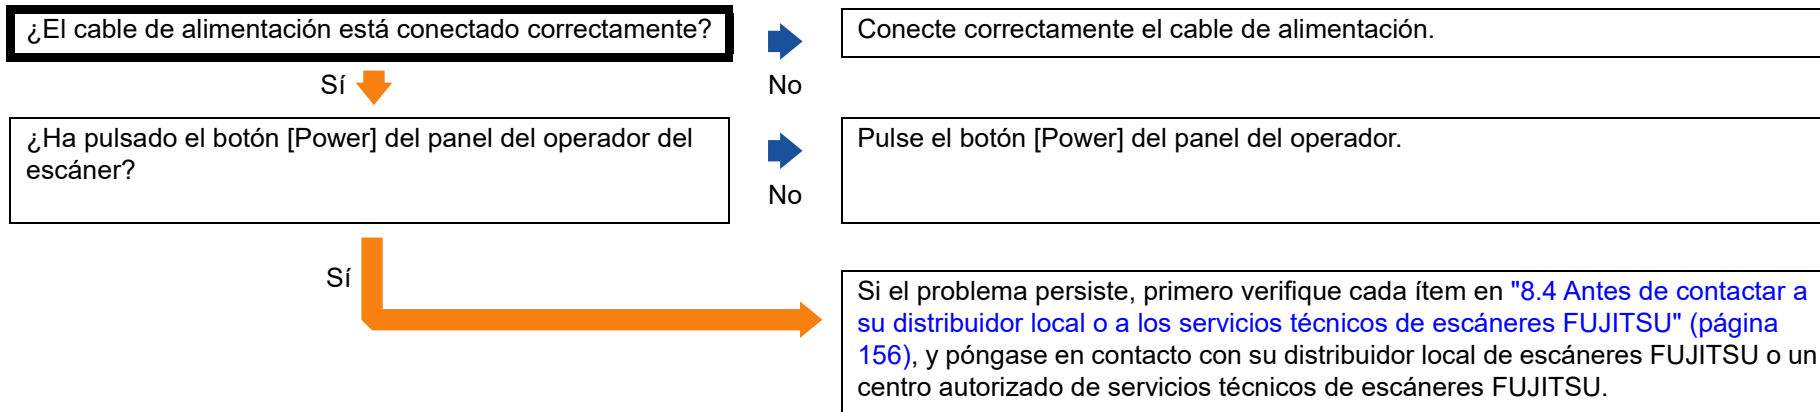 ¿El cable de alimentación está conectado correctamente?
Conecte correctamente el cable de alimentación.
Sí
No
¿Ha pulsado el botón [Power] del panel del operador del
escáner?
Pulse el botón [Power] del panel del operador.
No
Sí
Si el problema persiste, primero verifique cada ítem en "8.4 Antes de contactar a
su distribuidor local o a los servicios técnicos de escáneres FUJITSU" (página
156), y póngase en contacto con su distribuidor local de escáneres FUJITSU o un
centro autorizado de servicios técnicos de escáneres FUJITSU.